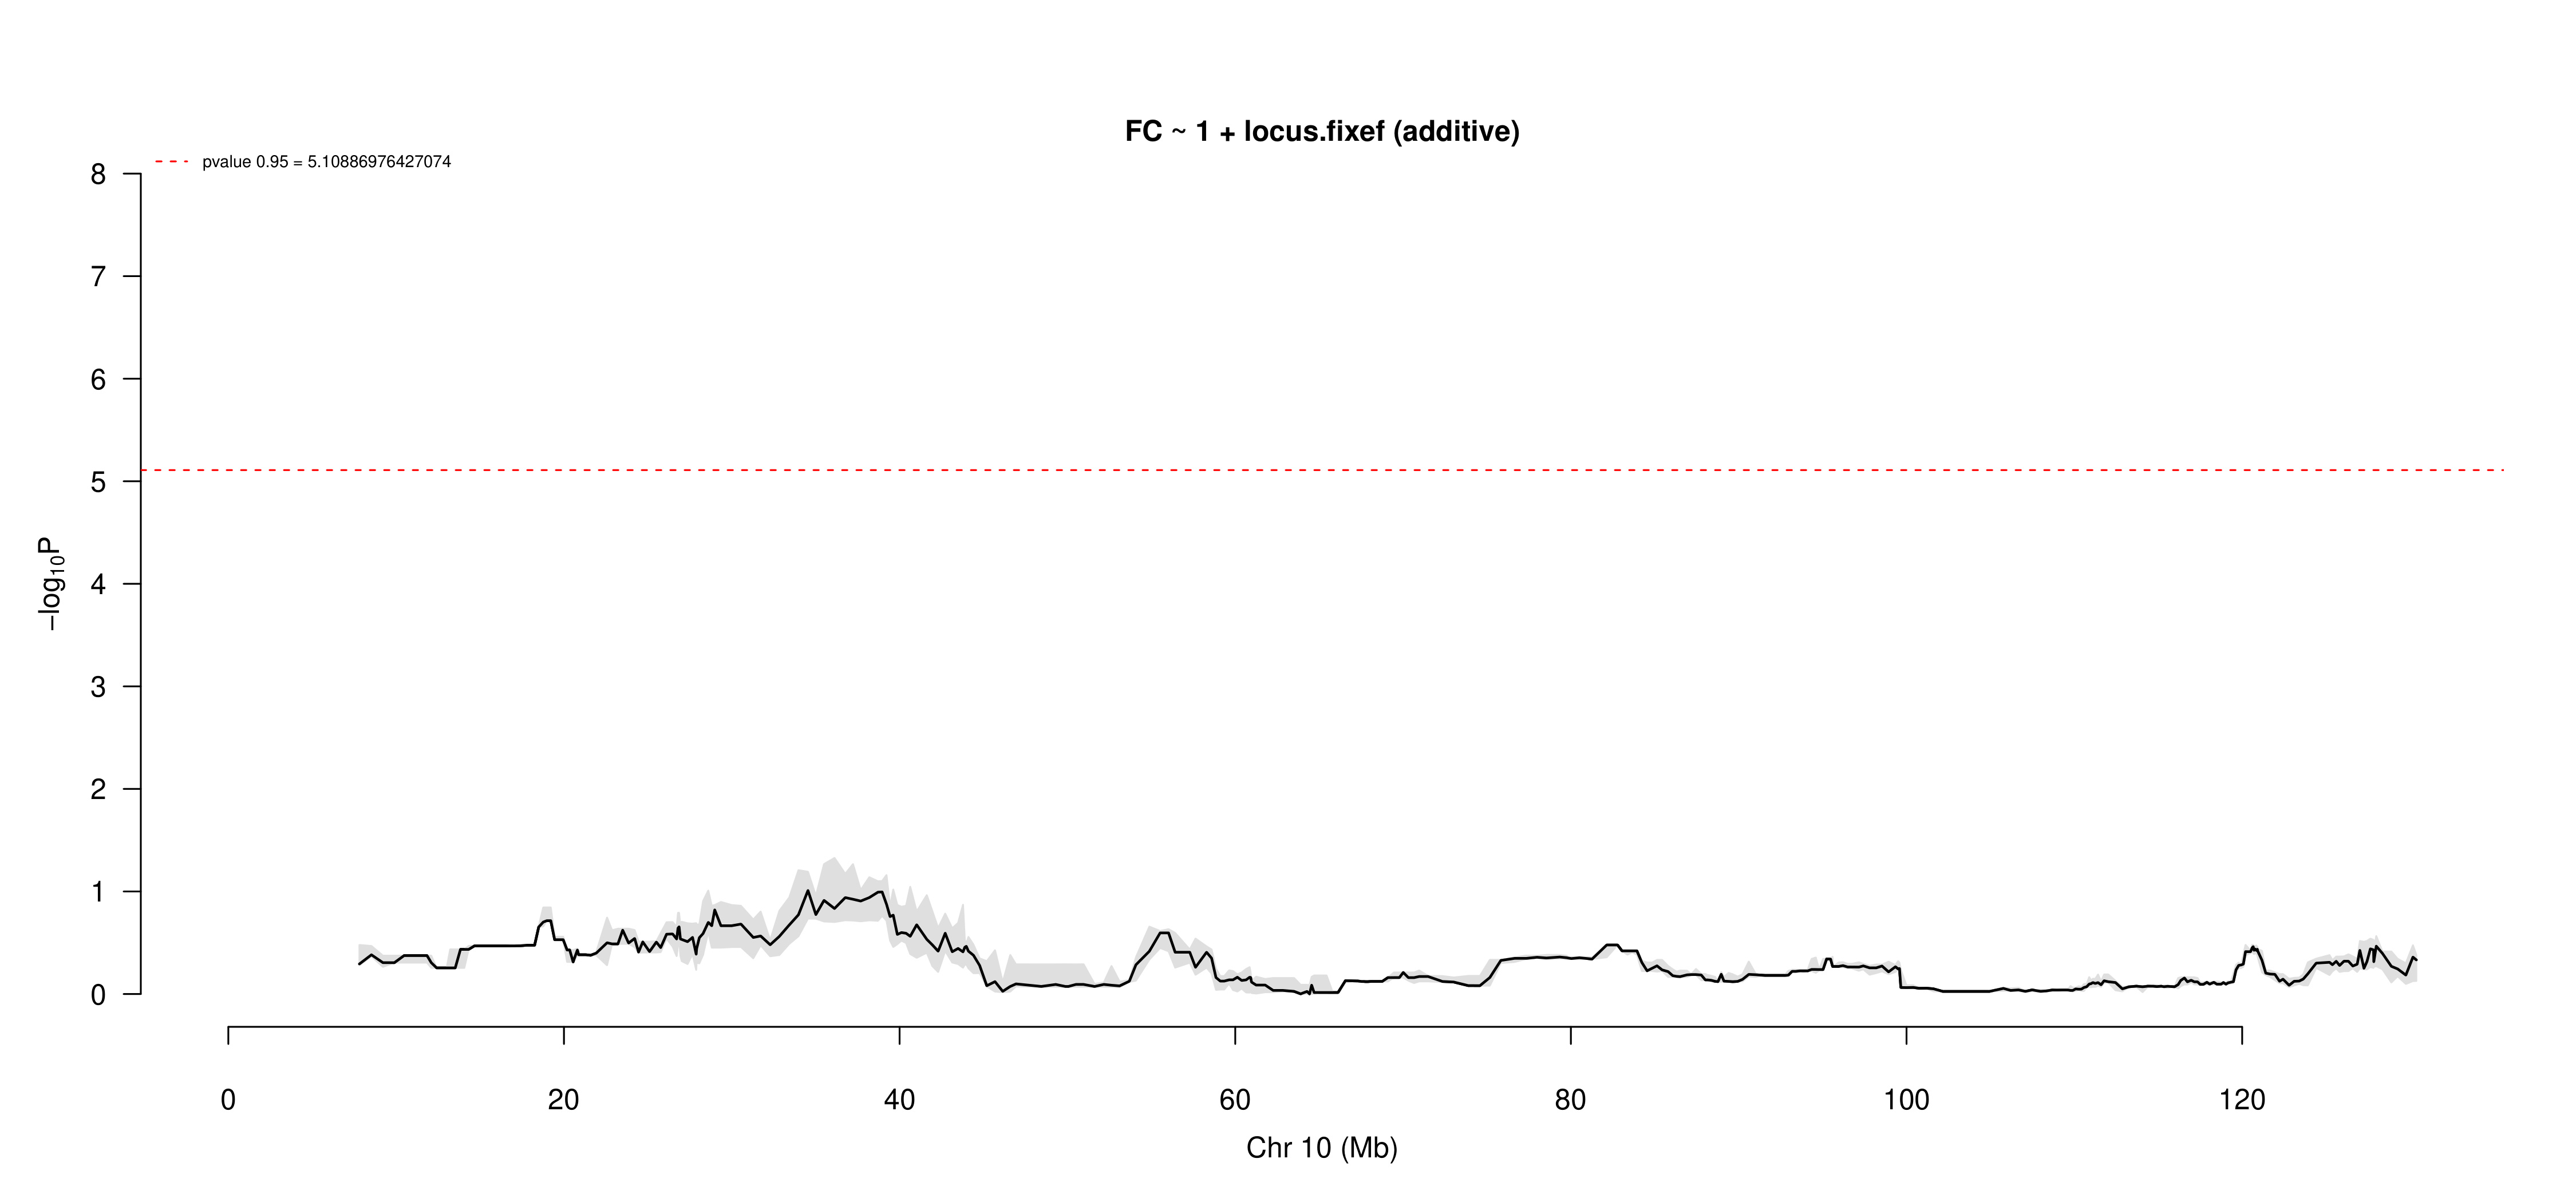 FC ~ 1 + locus.fixef (additive)
pvalue 0.95 = 5.10886976427074
8
7
6
5
4
3
2
1
0
−log10P
0 20 40 60 80 100 120
Chr 10 (Mb)